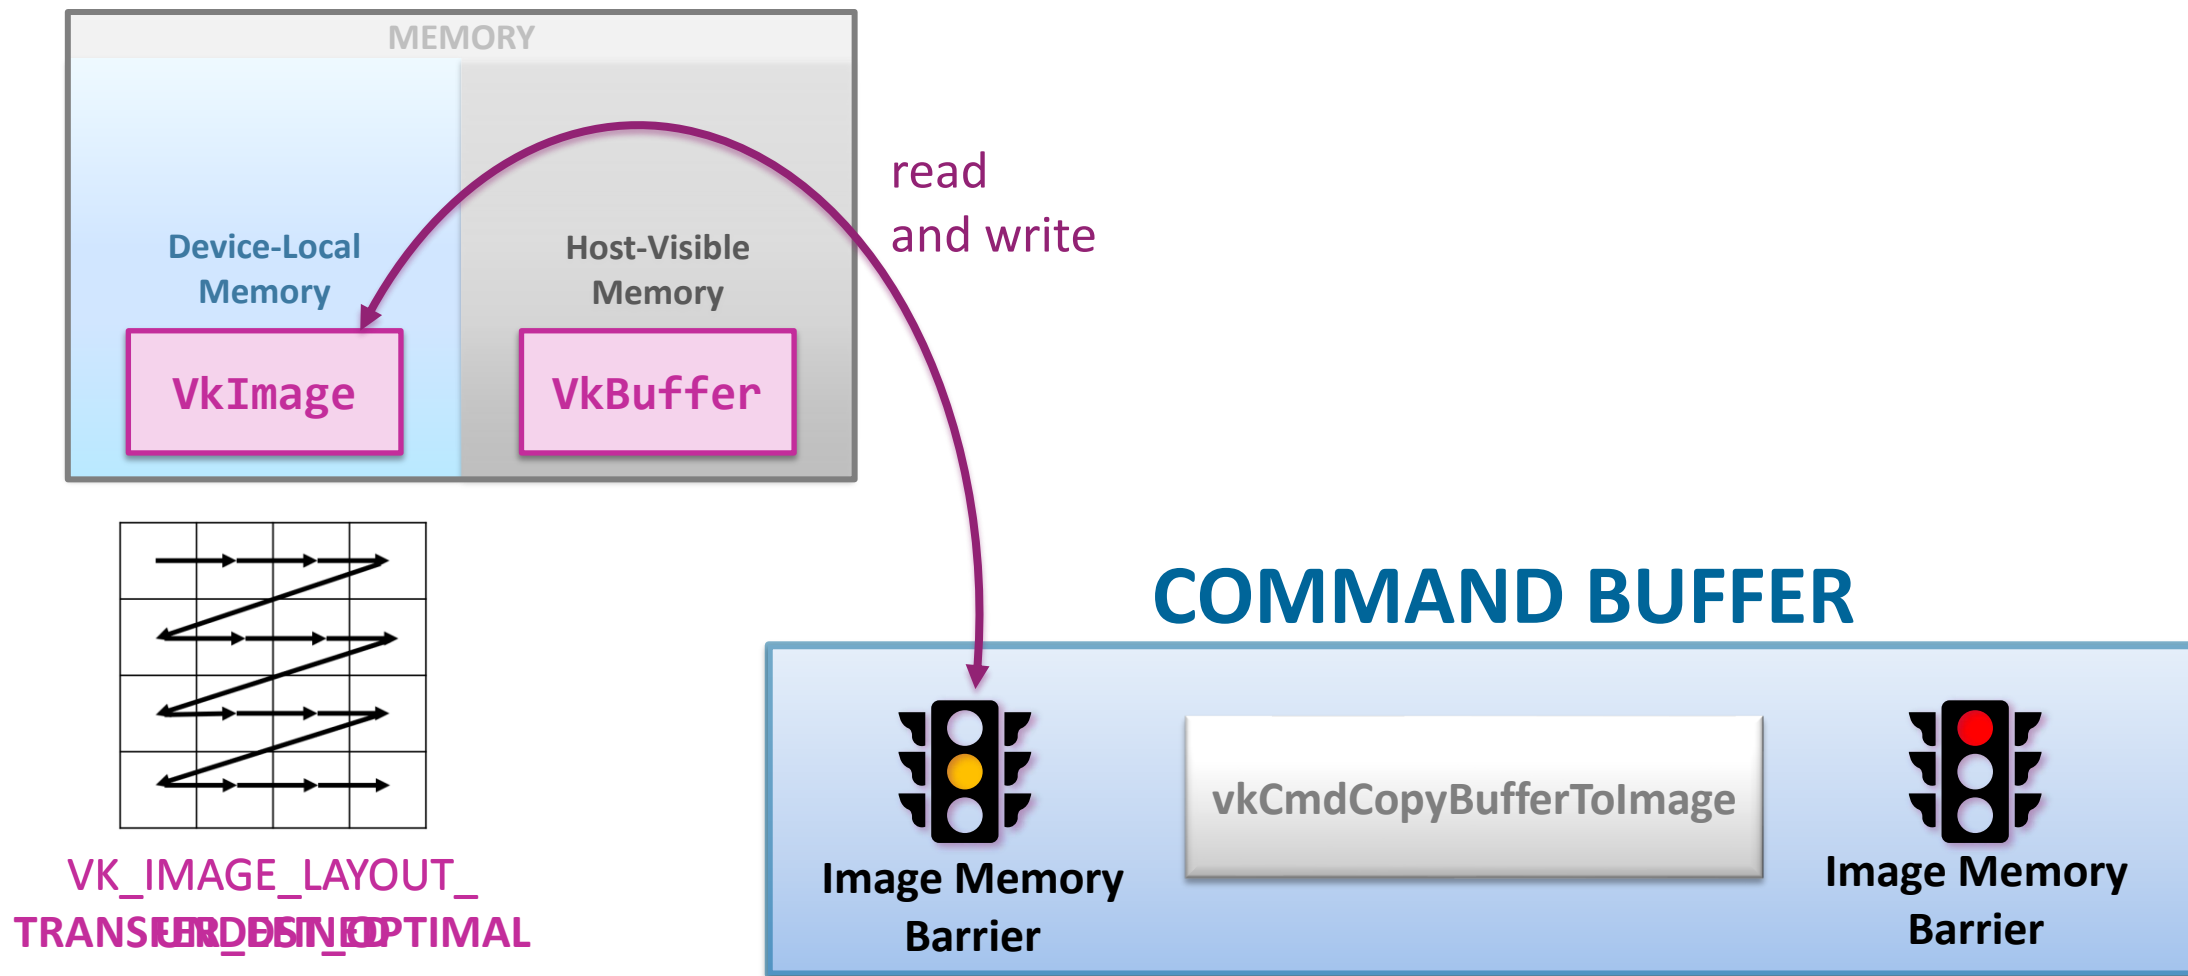 MEMORY
read
and write
Device-Local
Memory
Host-Visible
Memory
VkImage
VkBuffer
COMMAND BUFFER
vkCmdCopyBufferToImage
Image Memory
Barrier
Image Memory
Barrier
VK_IMAGE_LAYOUT_